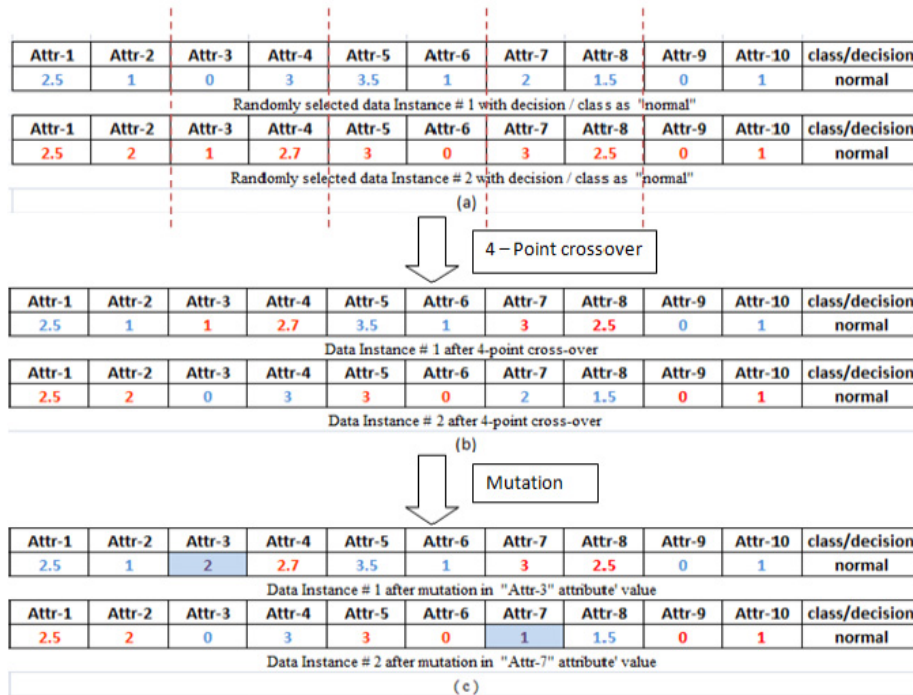 Attr-1 Attr-2 Attr-3 Attr-4 Attr-5 Attr-6 Attr-7 Attr-8 Attr-9 Attr-10 class/decision
2.5 1 0 3 3.5 1 2 1.5 0 1 normal
Randomly selected data Instance # 1 with decision / class as "normal"
Attr-1 Attr-2 Attr-3 Attr-4 Attr-5 Attr-6 Attr-7 Attr-8 Attr-9 Attr-10 class/decision
2.5 2 1 2.7 3 0 3 2.5 0 1 normal
Randomly selected data Instance # 2 with decision / class as "normal"
(a)
4 – Point crossover
Attr-1 Attr-2 Attr-3 Attr-4 Attr-5 Attr-6 Attr-7 Attr-8 Attr-9 Attr-10 class/decision
2.5 1 1 2.7 3.5 1 3 2.5 0 1 normal
Data Instance # 1 after 4-point cross-over
Attr-1 Attr-2 Attr-3 Attr-4 Attr-5 Attr-6 Attr-7 Attr-8 Attr-9 Attr-10 class/decision
2.5 2 0 3 3 0 2 1.5 0 1 normal
Data Instance # 2 after 4-point cross-over
(b)
Mutation
Attr-1 Attr-2 Attr-3 Attr-4 Attr-5 Attr-6 Attr-7 Attr-8 Attr-9 Attr-10 class/decision
2.5 1 2 2.7 3.5 1 3 2.5 0 1 normal
Data Instance # 1 after mutation in "Attr-3" attribute' value
Attr-1 Attr-2 Attr-3 Attr-4 Attr-5 Attr-6 Attr-7 Attr-8 Attr-9 Attr-10 class/decision
2.5 2 0 3 3 0 1 1.5 0 1 normal
Data Instance # 2 after mutation in "Attr-7" attribute' value
(c)